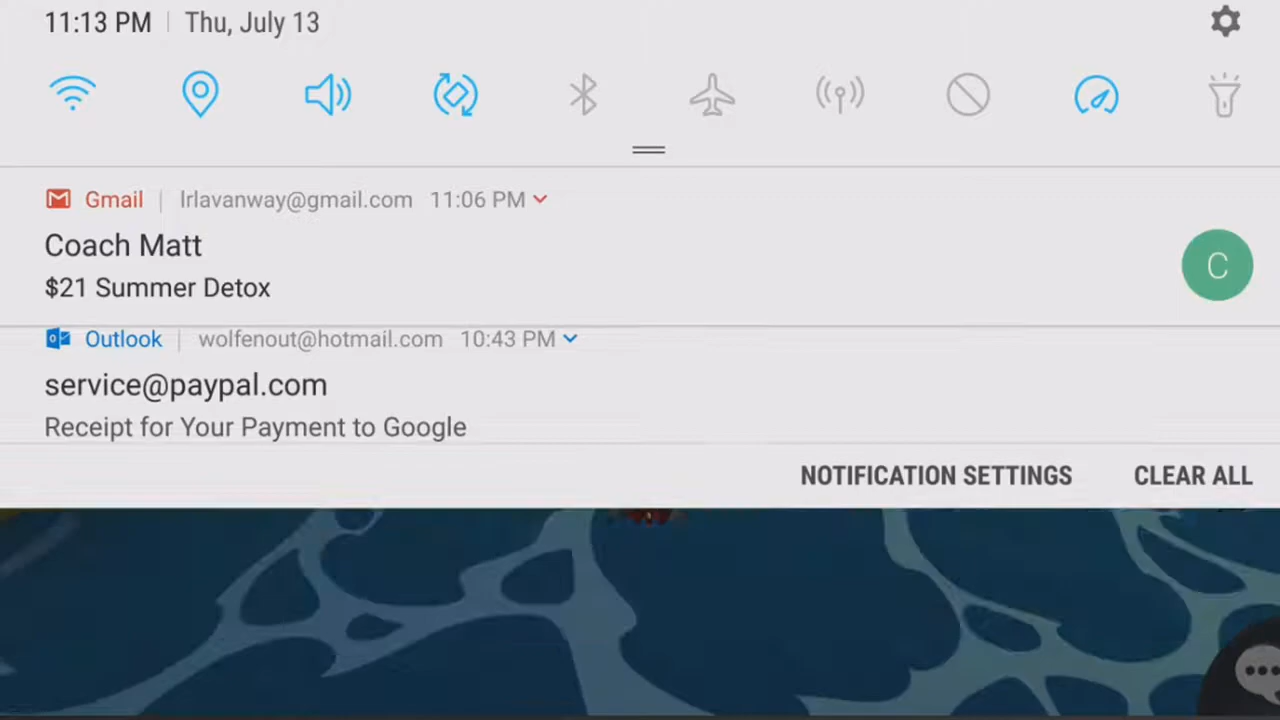 11:13 PM | Thu, July 13
Gmail | lrlavanway@gmail.com 11:06 PM
Coach Matt
C
$21 Summer Detox
Outlook | wolfenout@hotmail.com 10:43 PM
service@paypal.com
Receipt for Your Payment to Google
NOTIFICATION SETTINGS CLEAR ALL